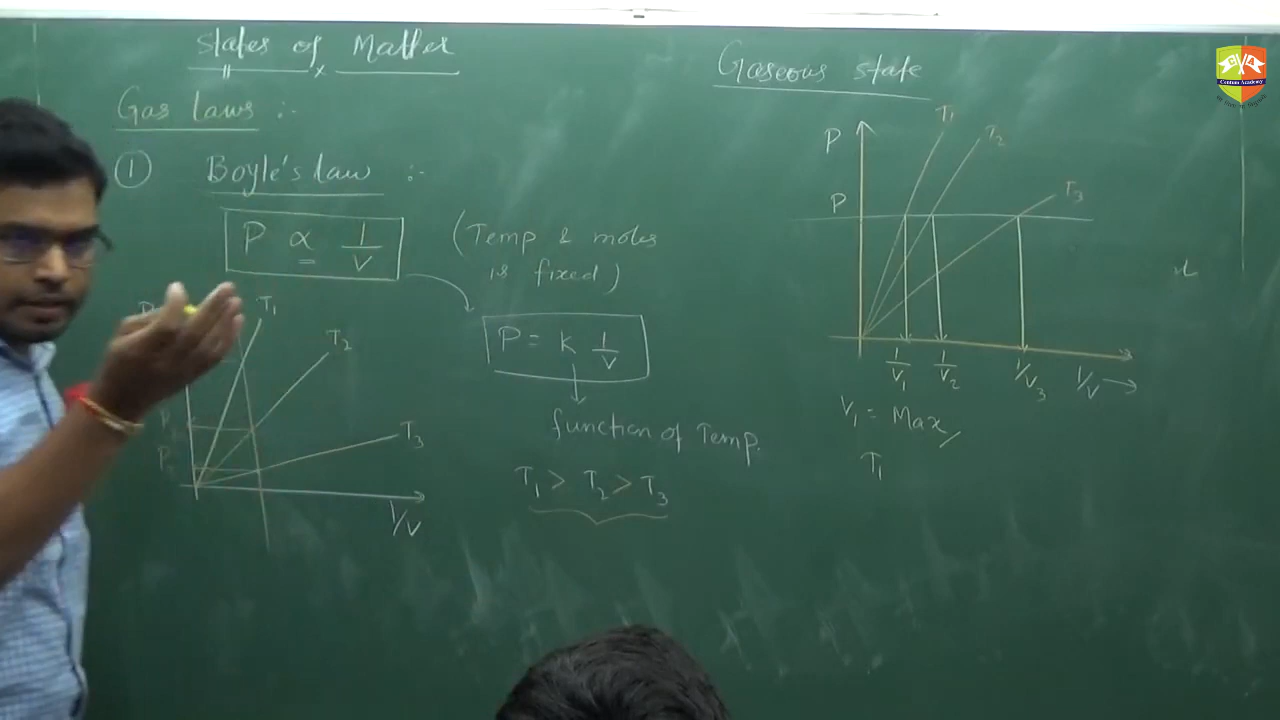 States of Matter
Gas laws :-
① Boyle's law :-
P ∝ 1/V
(Temp & moles
is fixed)
P = k 1/V
function of Temp.
T₁ > T₂ > T₃
T₁
T₂
T₃
1/V
Gaseous state
P
P
T₁
T₂
T₃
1/V₁ 1/V₂ 1/V₃ 1/V →
V₁ = Max
T₁
Centum Academy